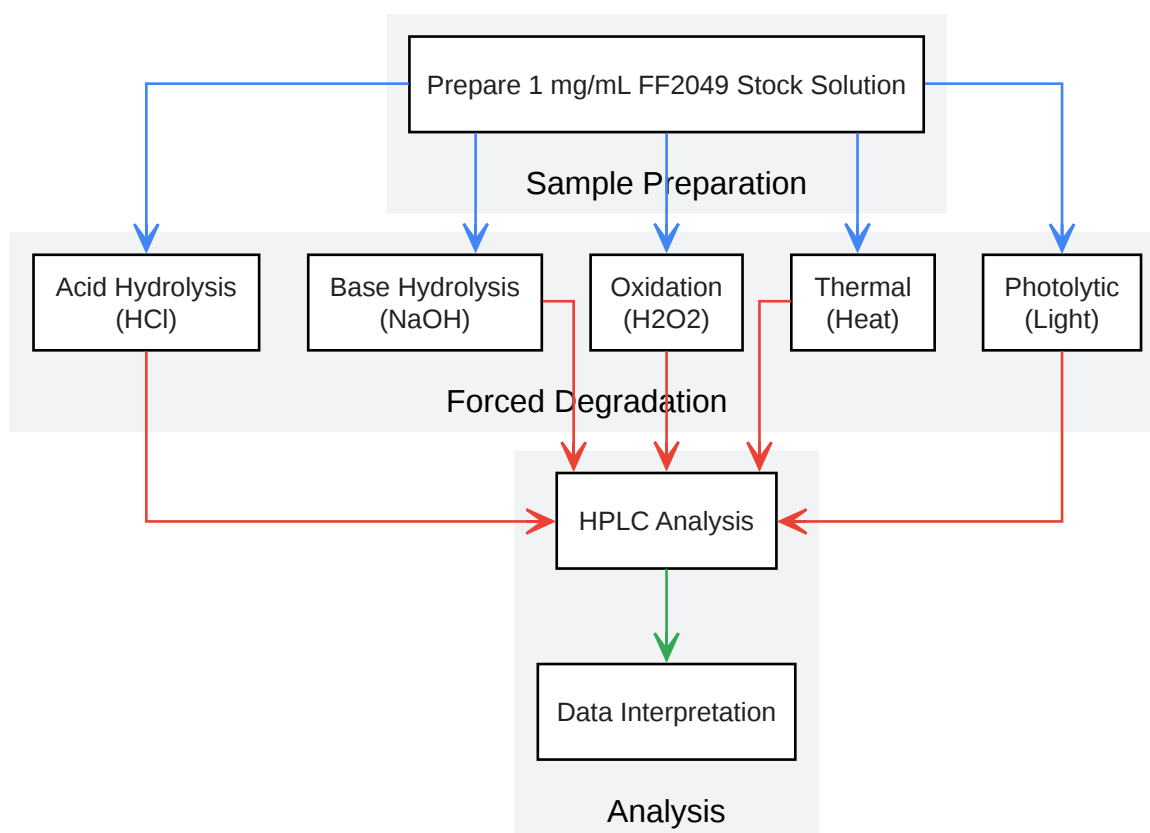 Prepare 1 mg/mL FF2049 Stock Solution
Sample Preparation
Acid Hydrolysis
(HCl)
Base Hydrolysis
(NaOH)
Oxidation
(H2O2)
Thermal
(Heat)
Photolytic
(Light)
Forced Degradation
HPLC Analysis
Data Interpretation
Analysis